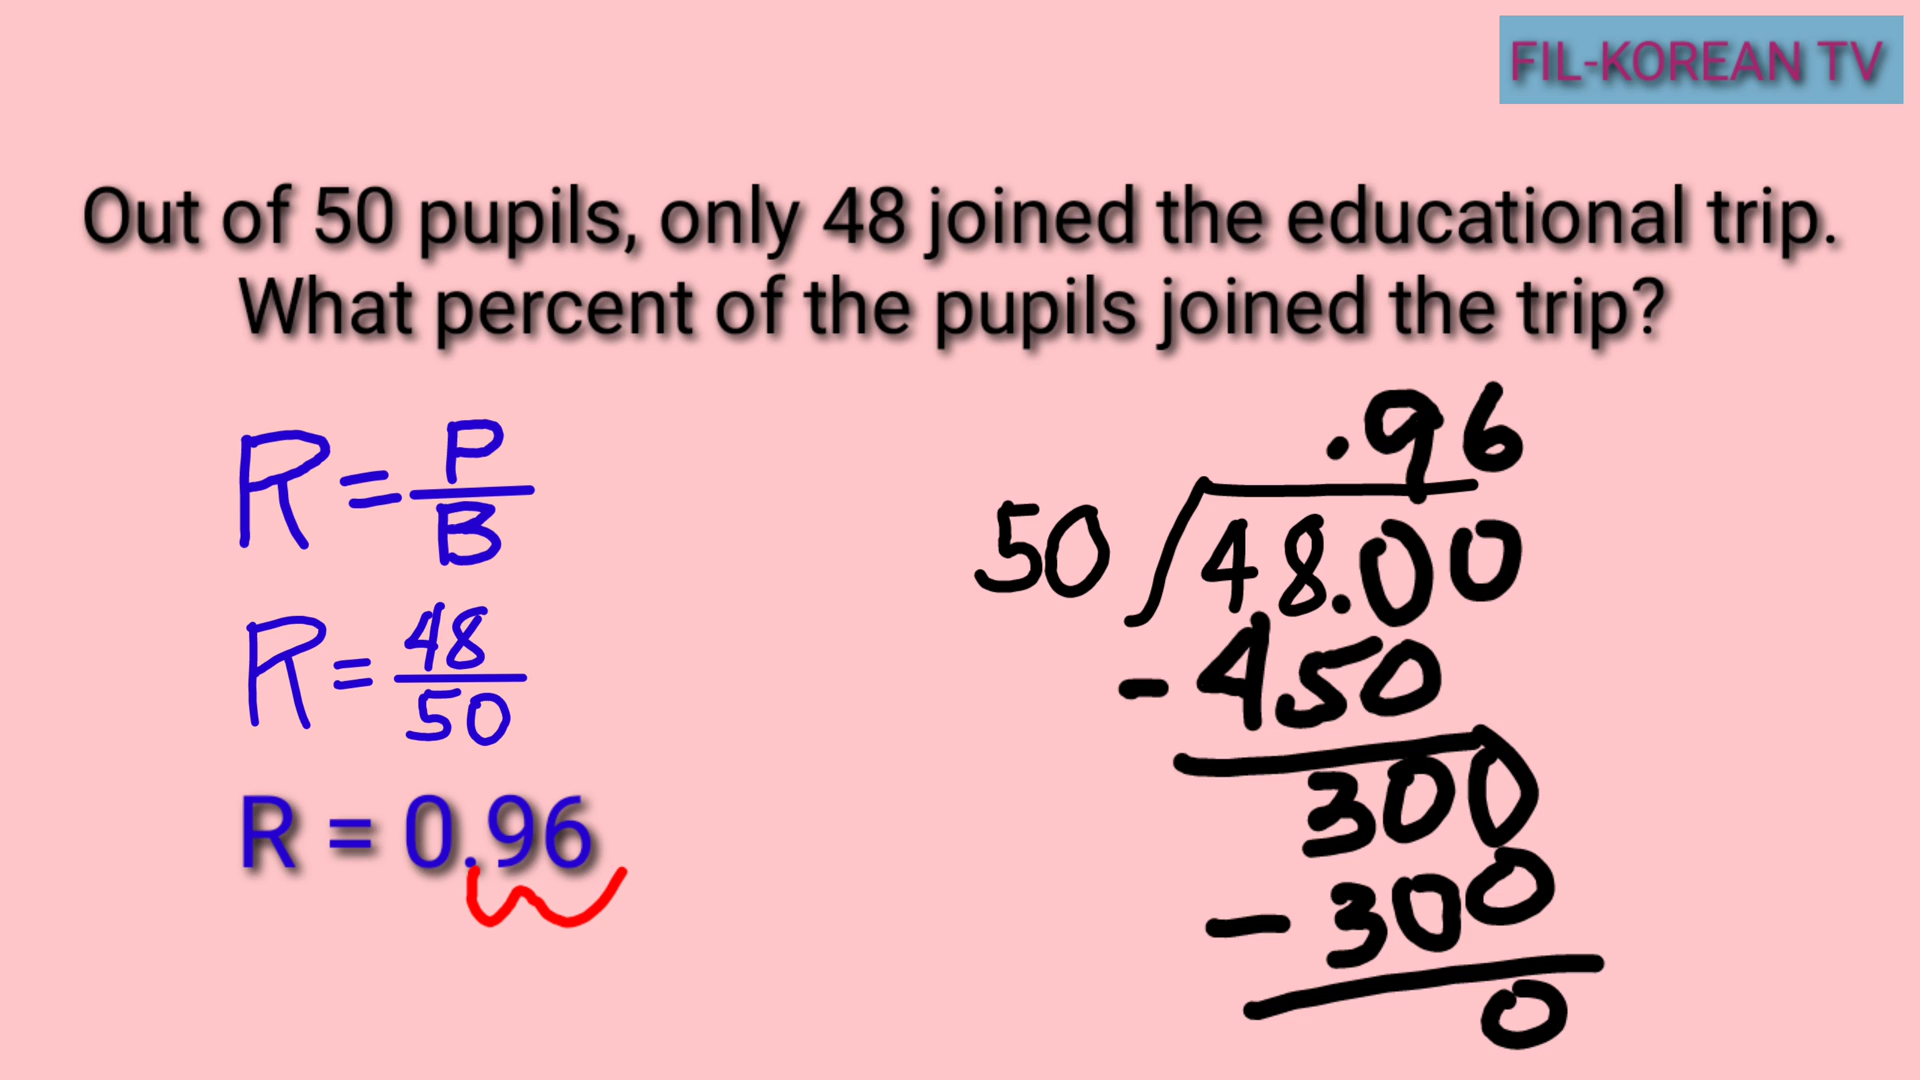 FIL-KOREAN TV
Out of 50 pupils, only 48 joined the educational trip.
What percent of the pupils joined the trip?
R = P
B
R = 48
50
R = 0.96
.96
50 48.00
- 450
300
- 300
0